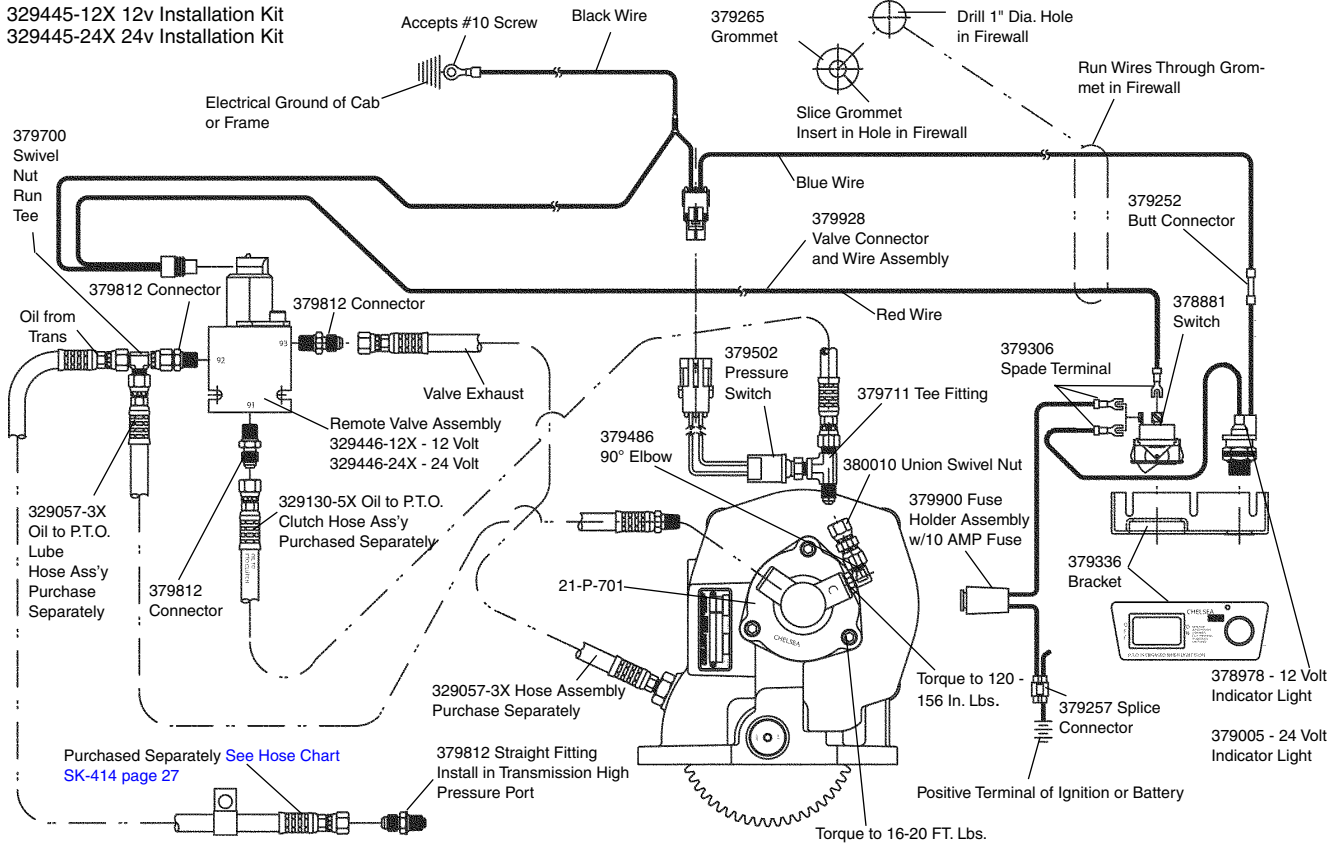 329445-12X 12v Installation Kit
329445-24X 24v Installation Kit
Accepts #10 Screw
Black Wire
379265
Grommet
Drill 1" Dia. Hole
in Firewall
Electrical Ground of Cab
or Frame
Slice Grommet
Insert in Hole in Firewall
Run Wires Through Grom-
met in Firewall
379700
Swivel
Nut
Run
Tee
Blue Wire
379252
Butt Connector
379928
Valve Connector
and Wire Assembly
379812 Connector
379812 Connector
Oil from
Trans
Red Wire
378881
Switch
92
93
91
379306
Spade Terminal
379502
Pressure
Switch
379711 Tee Fitting
Valve Exhaust
Remote Valve Assembly
329446-12X - 12 Volt
329446-24X - 24 Volt
379486
90° Elbow
380010 Union Swivel Nut
329057-3X
Oil to P.T.O.
Lube
Hose Ass'y
Purchase
Separately
329130-5X Oil to P.T.O.
Clutch Hose Ass'y
Purchased Separately
379900 Fuse
Holder Assembly
w/10 AMP Fuse
379336
Bracket
379812
Connector
21-P-701
CHELSEA
CHELSEA
329057-3X Hose Assembly
Purchase Separately
Torque to 120 -
156 In. Lbs.
379257 Splice
Connector
378978 - 12 Volt
Indicator Light
379005 - 24 Volt
Indicator Light
Purchased Separately See Hose Chart
SK-414 page 27
379812 Straight Fitting
Install in Transmission High
Pressure Port
Positive Terminal of Ignition or Battery
Torque to 16-20 FT. Lbs.